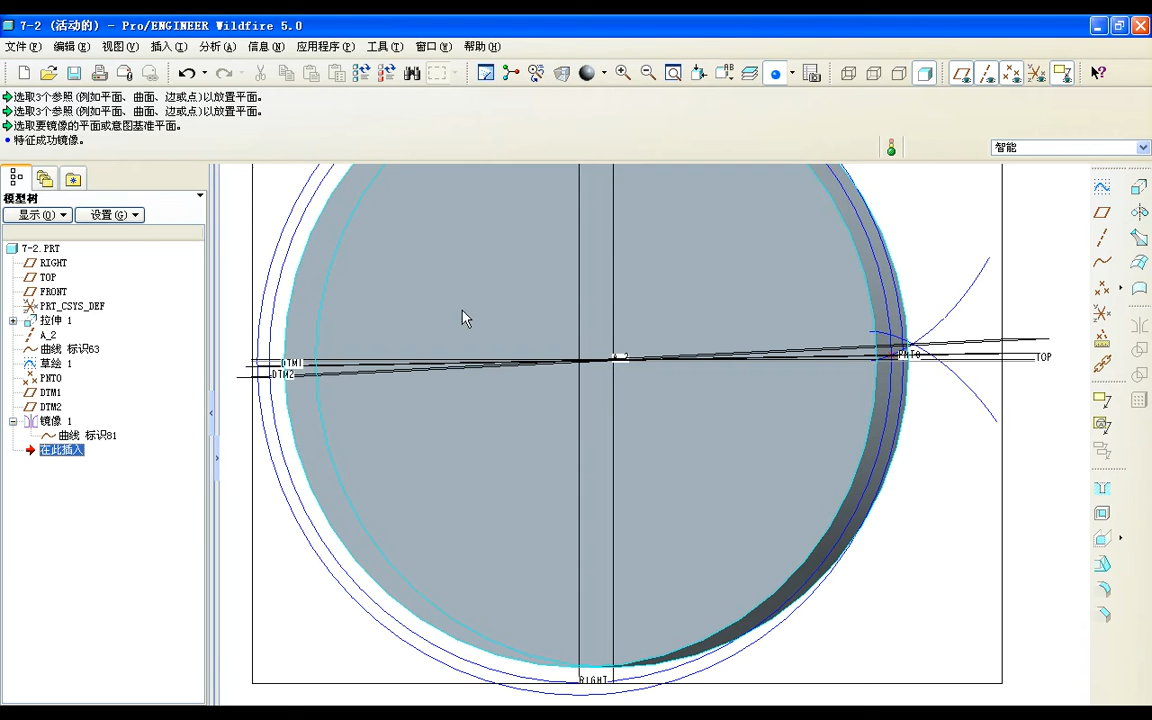 7-2 (活动的) - Pro/ENGINEER Wildfire 5.0
文件(F) 编辑(E) 视图(V) 插入(I) 分析(A) 信息(N) 应用程序(P) 工具(T) 窗口(W) 帮助(H)
选取3个参照(例如平面、曲面、边或点)以放置平面。
选取3个参照(例如平面、曲面、边或点)以放置平面。
选取要镜像的平面或意图基准平面。
特征成功镜像。
智能
模型树
显示(O) 设置(G)
7-2.PRT
RIGHT
TOP
FRONT
PRT_CSYS_DEF
拉伸 1
A_2
曲线 标识63
草绘 1
PNT0
DTM1
DTM2
镜像 1
曲线 标识81
在此插入
DTM1
DTM2
PNT0
TOP
RIGHT